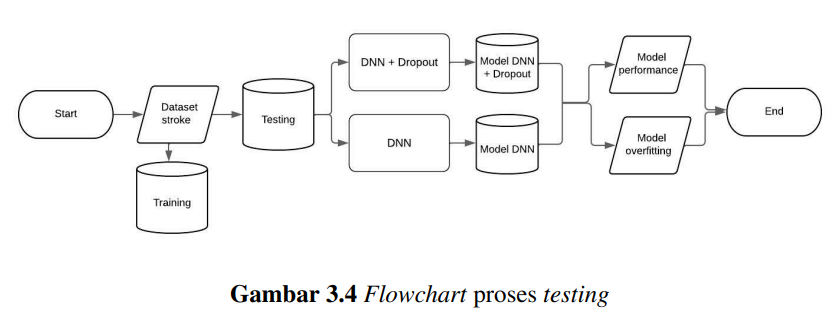 Start
Dataset
stroke
Training
Testing
DNN + Dropout
DNN
Model DNN
+ Dropout
Model DNN
Model
performance
Model
overfitting
End
Gambar 3.4 Flowchart proses testing